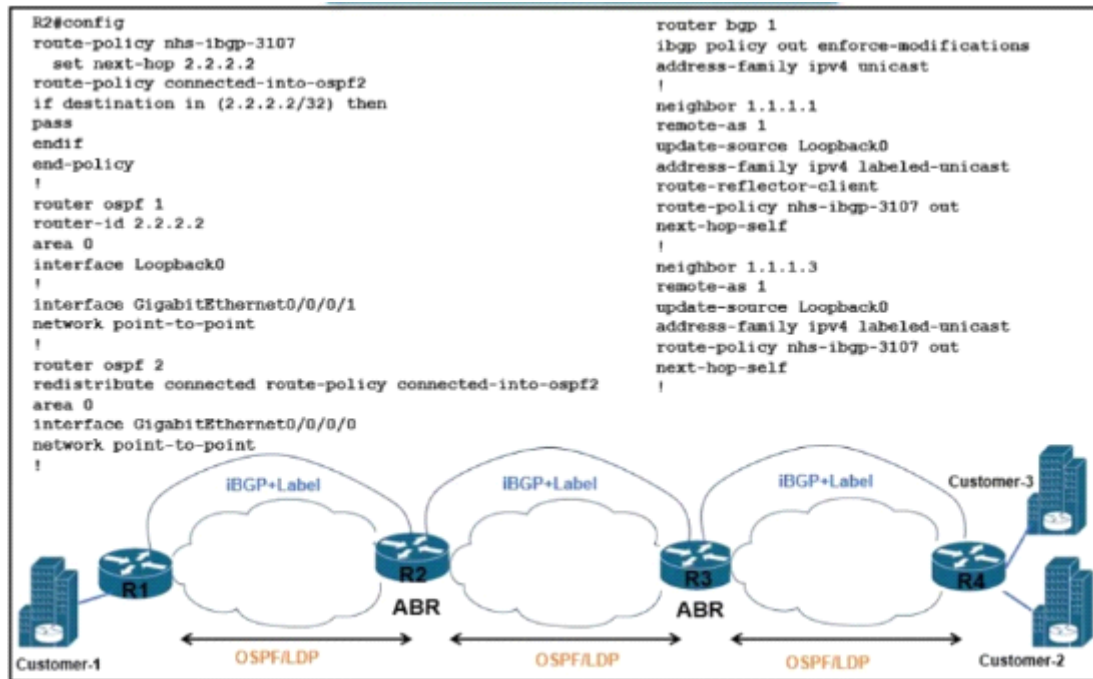 R2#config
route-policy nhs-ibgp-3107
set next-hop 2.2.2.2
route-policy connected-into-ospf2
if destination in (2.2.2.2/32) then
pass
endif
end-policy
!
router ospf 1
router-id 2.2.2.2
area 0
interface Loopback0
!
interface GigabitEthernet0/0/0/1
network point-to-point
!
router ospf 2
redistribute connected route-policy connected-into-ospf2
area 0
interface GigabitEthernet0/0/0/0
network point-to-point
!
router bgp 1
ibgp policy out enforce-modifications
address-family ipv4 unicast
!
neighbor 1.1.1.1
remote-as 1
update-source Loopback0
address-family ipv4 labeled-unicast
route-reflector-client
route-policy nhs-ibgp-3107 out
next-hop-self
!
neighbor 1.1.1.3
remote-as 1
update-source Loopback0
address-family ipv4 labeled-unicast
route-policy nhs-ibgp-3107 out
next-hop-self
!
iBGP+Label
iBGP+Label
iBGP+Label
Customer-3
R1
R2
R3
R4
ABR
ABR
Customer-1
OSPF/LDP
OSPF/LDP
OSPF/LDP
Customer-2